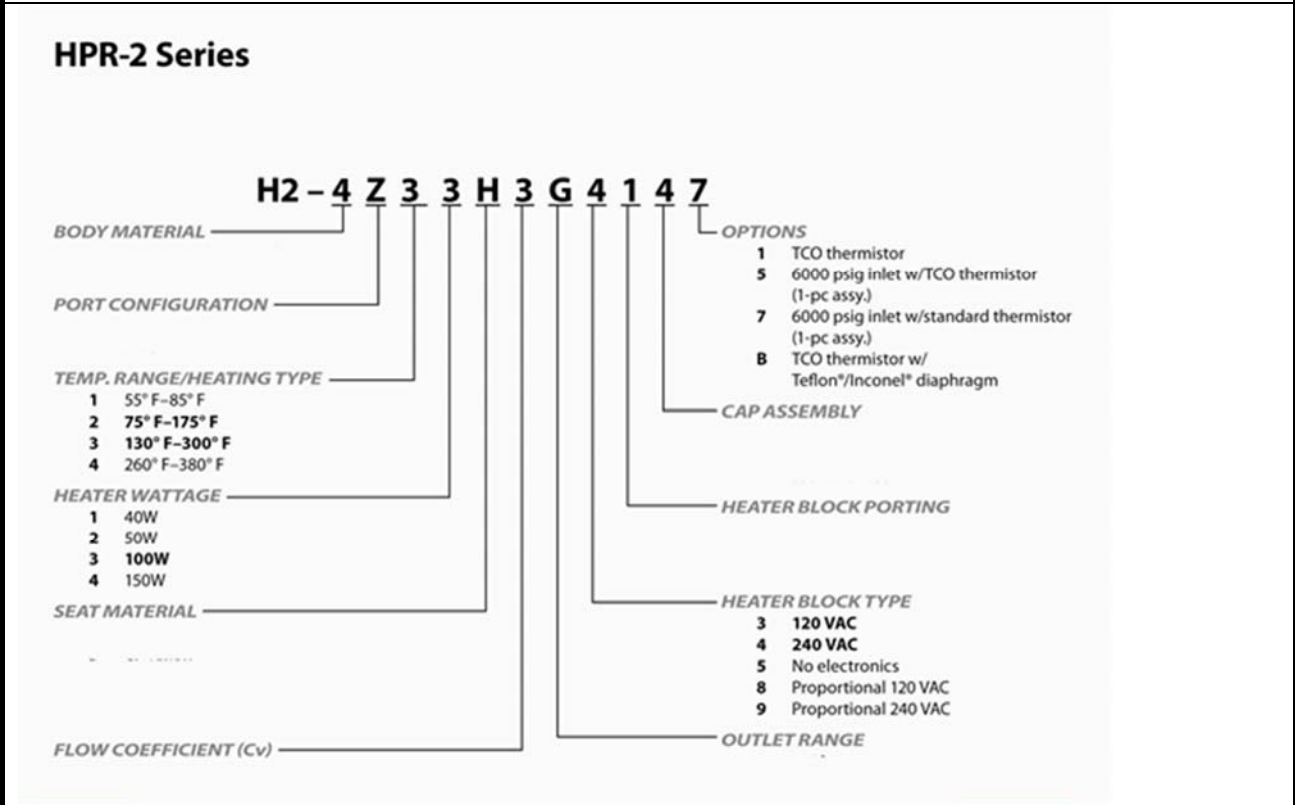 HPR-2 Series
H2 – 4 Z 3 3 H 3 G 4 1 4 7
BODY MATERIAL
PORT CONFIGURATION
TEMP. RANGE/HEATING TYPE
1 55° F–85° F
2 75° F–175° F
3 130° F–300° F
4 260° F–380° F
HEATER WATTAGE
1 40W
2 50W
3 100W
4 150W
SEAT MATERIAL
FLOW COEFFICIENT (Cv)
OPTIONS
1 TCO thermistor
5 6000 psig inlet w/TCO thermistor
(1-pc assy.)
7 6000 psig inlet w/standard thermistor
(1-pc assy.)
B TCO thermistor w/
Teflon®/Inconel® diaphragm
CAP ASSEMBLY
HEATER BLOCK PORTING
HEATER BLOCK TYPE
3 120 VAC
4 240 VAC
5 No electronics
8 Proportional 120 VAC
9 Proportional 240 VAC
OUTLET RANGE